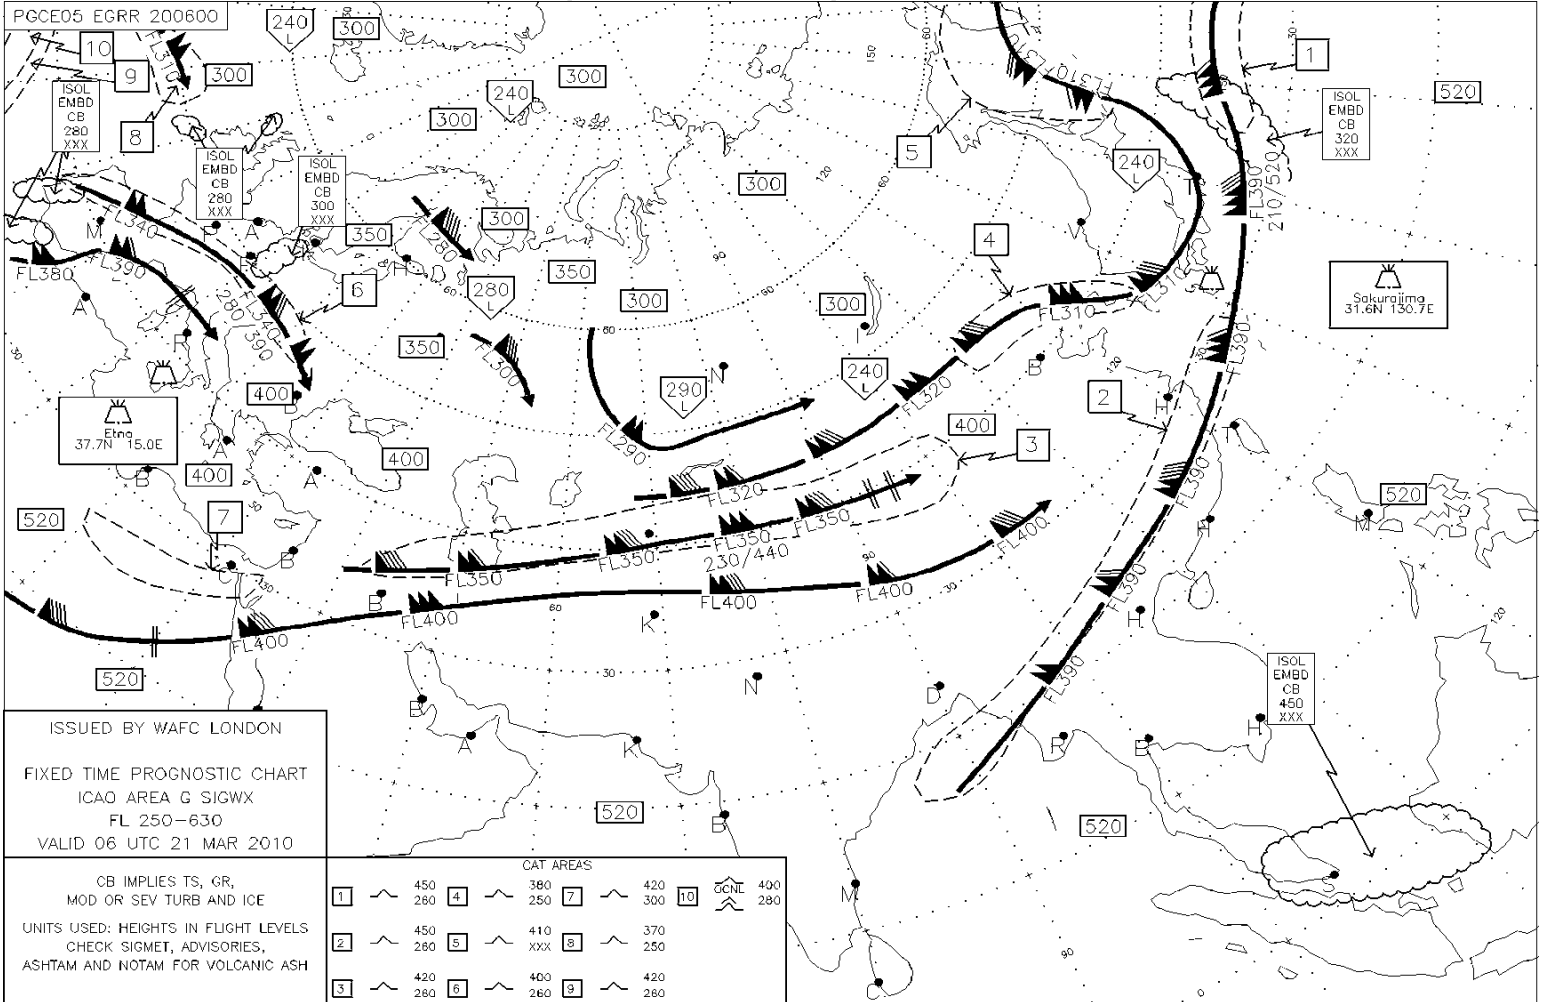 PGCE05 EGRR 200600
240
L
300
10
9
8
300
FL310
ISOL
EMBD
CB
280
XXX
ISOL
EMBD
CB
280
XXX
ISOL
EMBD
CB
300
XXX
240
L
300
300
300
300
350
280
L
350
350
300
FL280
FL300
FL340
FL390
FL380
FL340
280/390
6
400
400
400
Etna
37.7N 15.0E
520
7
5
4
FL310
FL310
240
L
1
520
ISOL
EMBD
CB
320
XXX
FL390
210/520
Sakurajima
31.6N 130.7E
300
240
L
290
L
FL290
FL310
FL310
FL320
FL320
400
3
2
FL350
FL350
FL350
230/440
FL350
FL400
FL400
FL400
FL400
FL400
FL390
FL390
FL390
FL390
520
520
520
520
ISOL
EMBD
CB
450
XXX
ISSUED BY WAFC LONDON
FIXED TIME PROGNOSTIC CHART
ICAO AREA G SIGWX
FL 250-630
VALID 06 UTC 21 MAR 2010
CB IMPLIES TS, GR,
MOD OR SEV TURB AND ICE
UNITS USED: HEIGHTS IN FLIGHT LEVELS
CHECK SIGMET, ADVISORIES,
ASHTAM AND NOTAM FOR VOLCANIC ASH
CAT AREAS
1 450 260
4 380 250
7 420 300
10 OCNL 400 280
2 450 260
5 410 XXX
8 370 250
3 420 260
6 400 260
9 420 260